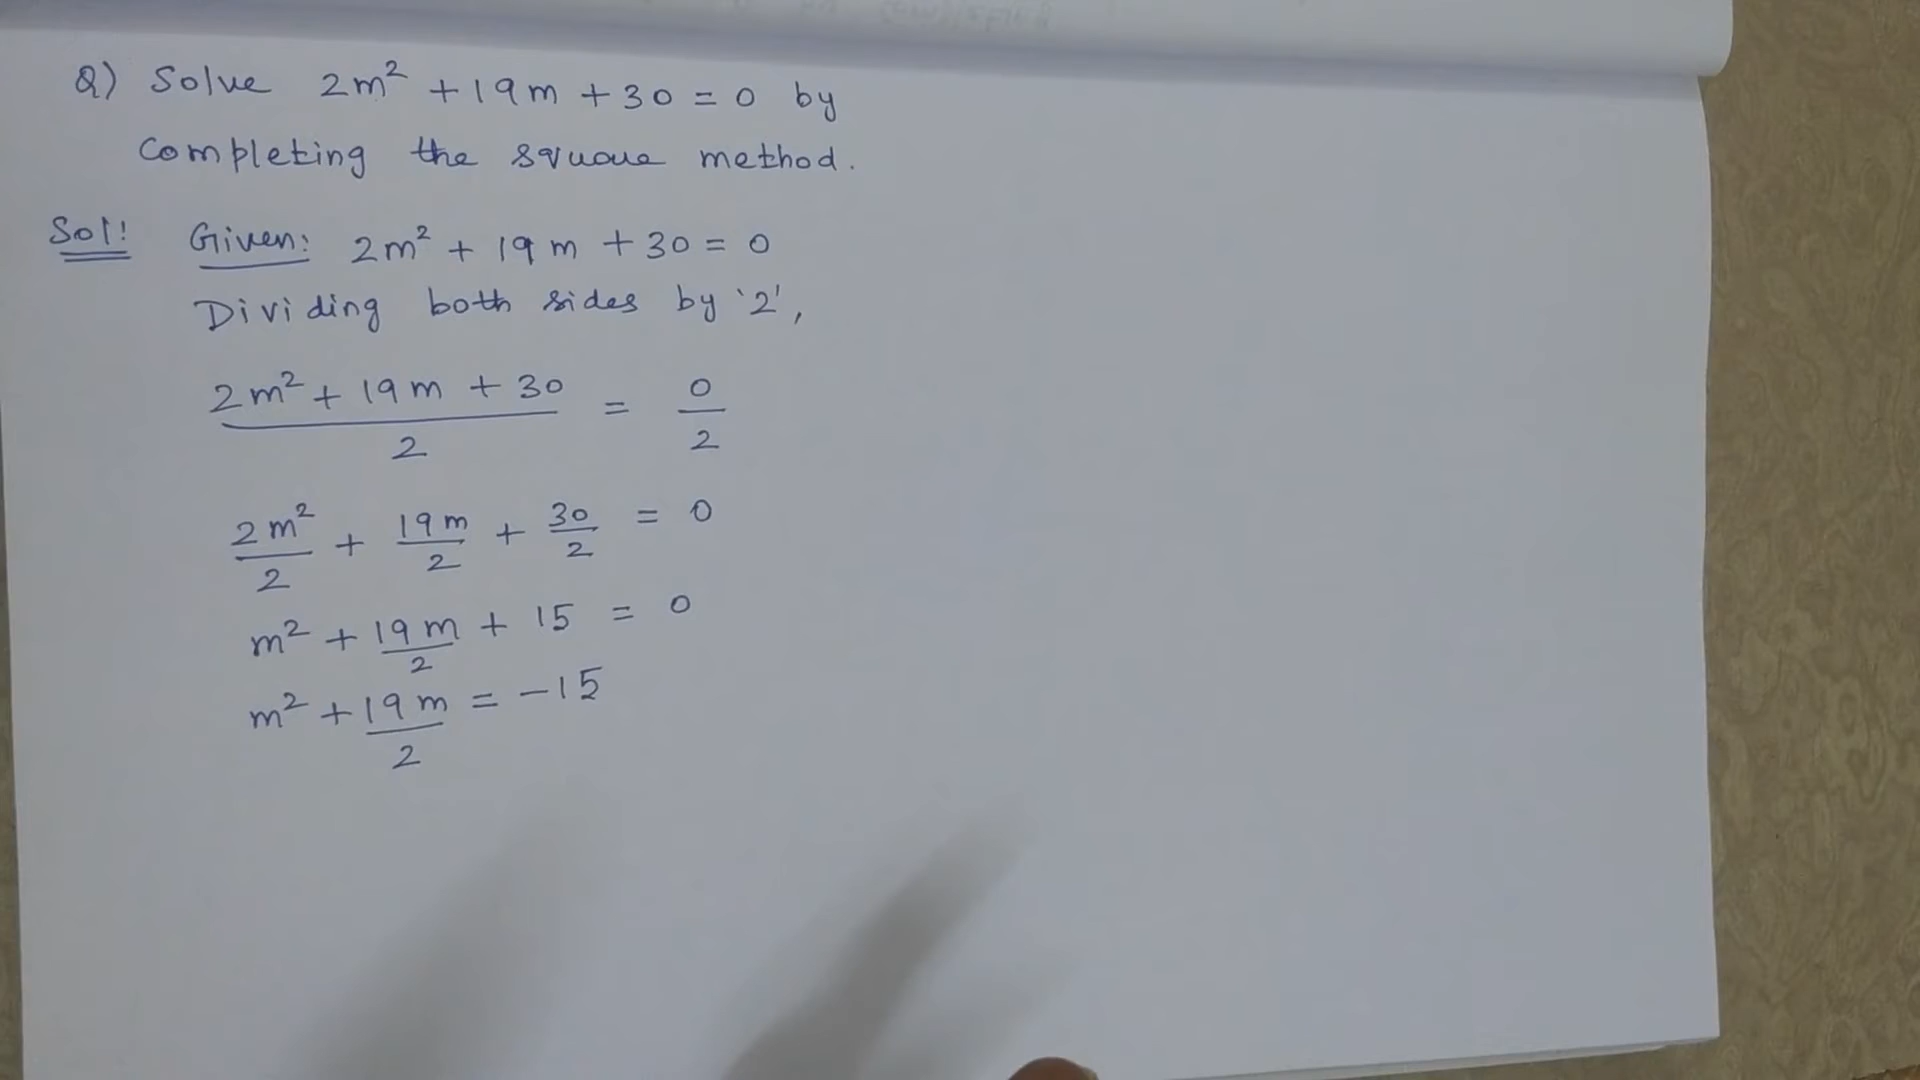 Q) Solve 2m² + 19m + 30 = 0 by
completing the square method.
Sol! Given: 2m² + 19m + 30 = 0
Dividing both sides by '2',
2m² + 19m + 30 / 2 = 0 / 2
2m²/2 + 19m/2 + 30/2 = 0
m² + 19m/2 + 15 = 0
m² + 19m/2 = -15